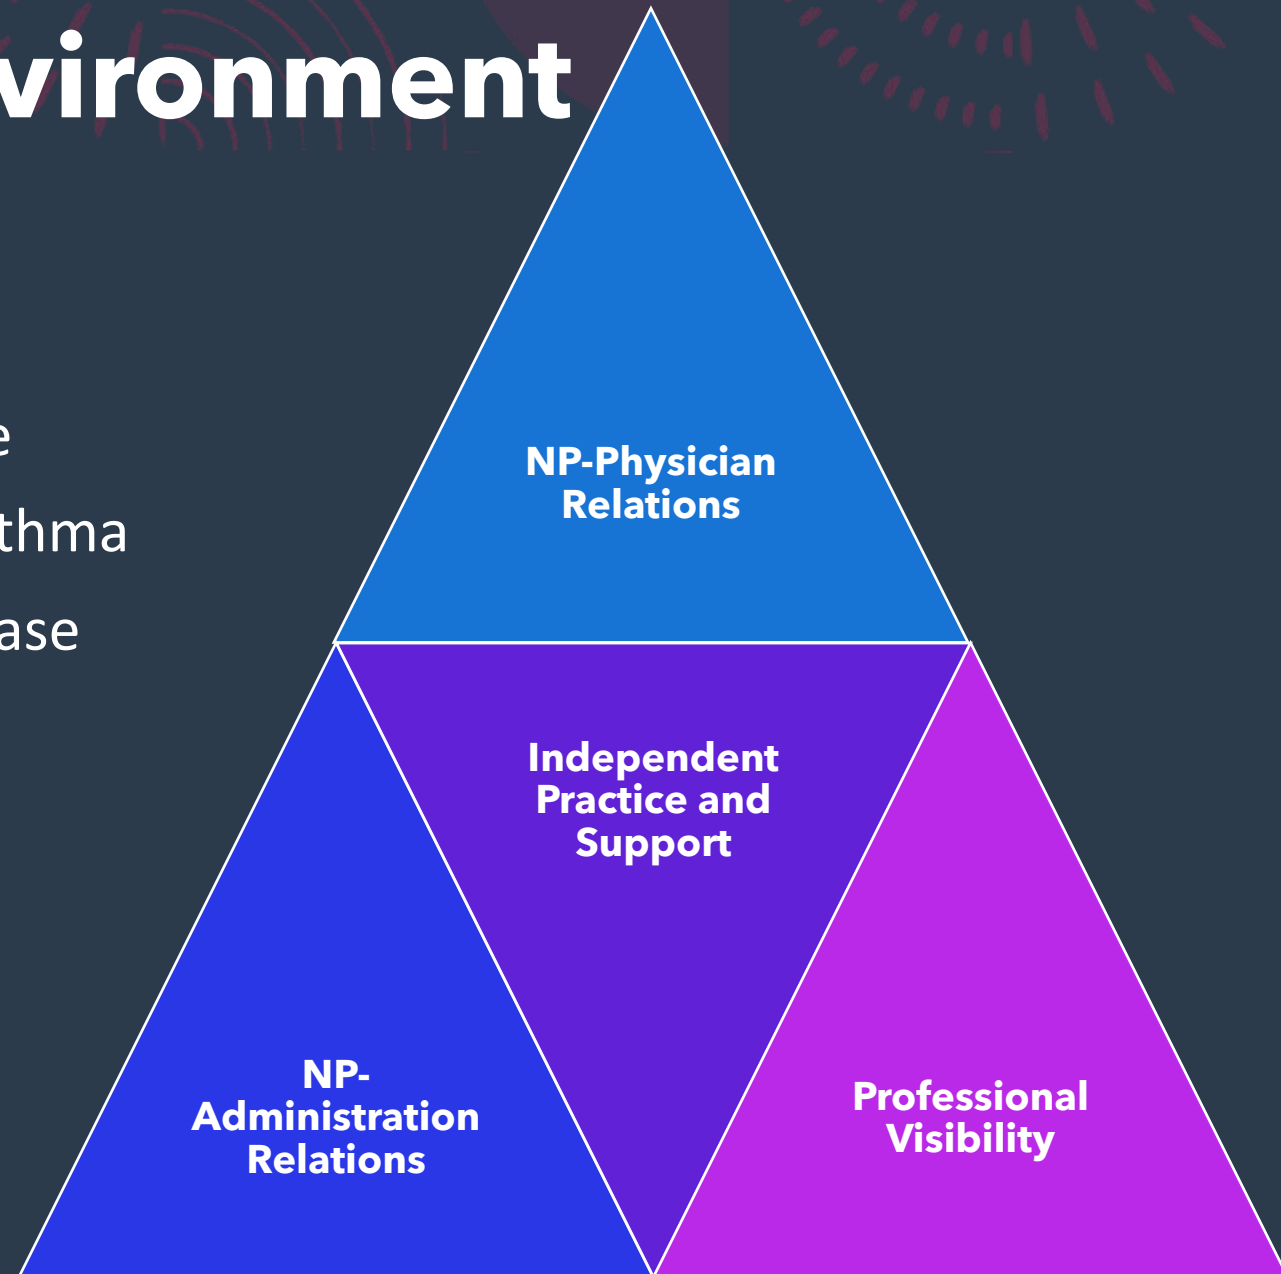 vironment
e
thma
ase
NP-Physician
Relations
Independent
Practice and
Support
NP-
Administration
Relations
Professional
Visibility